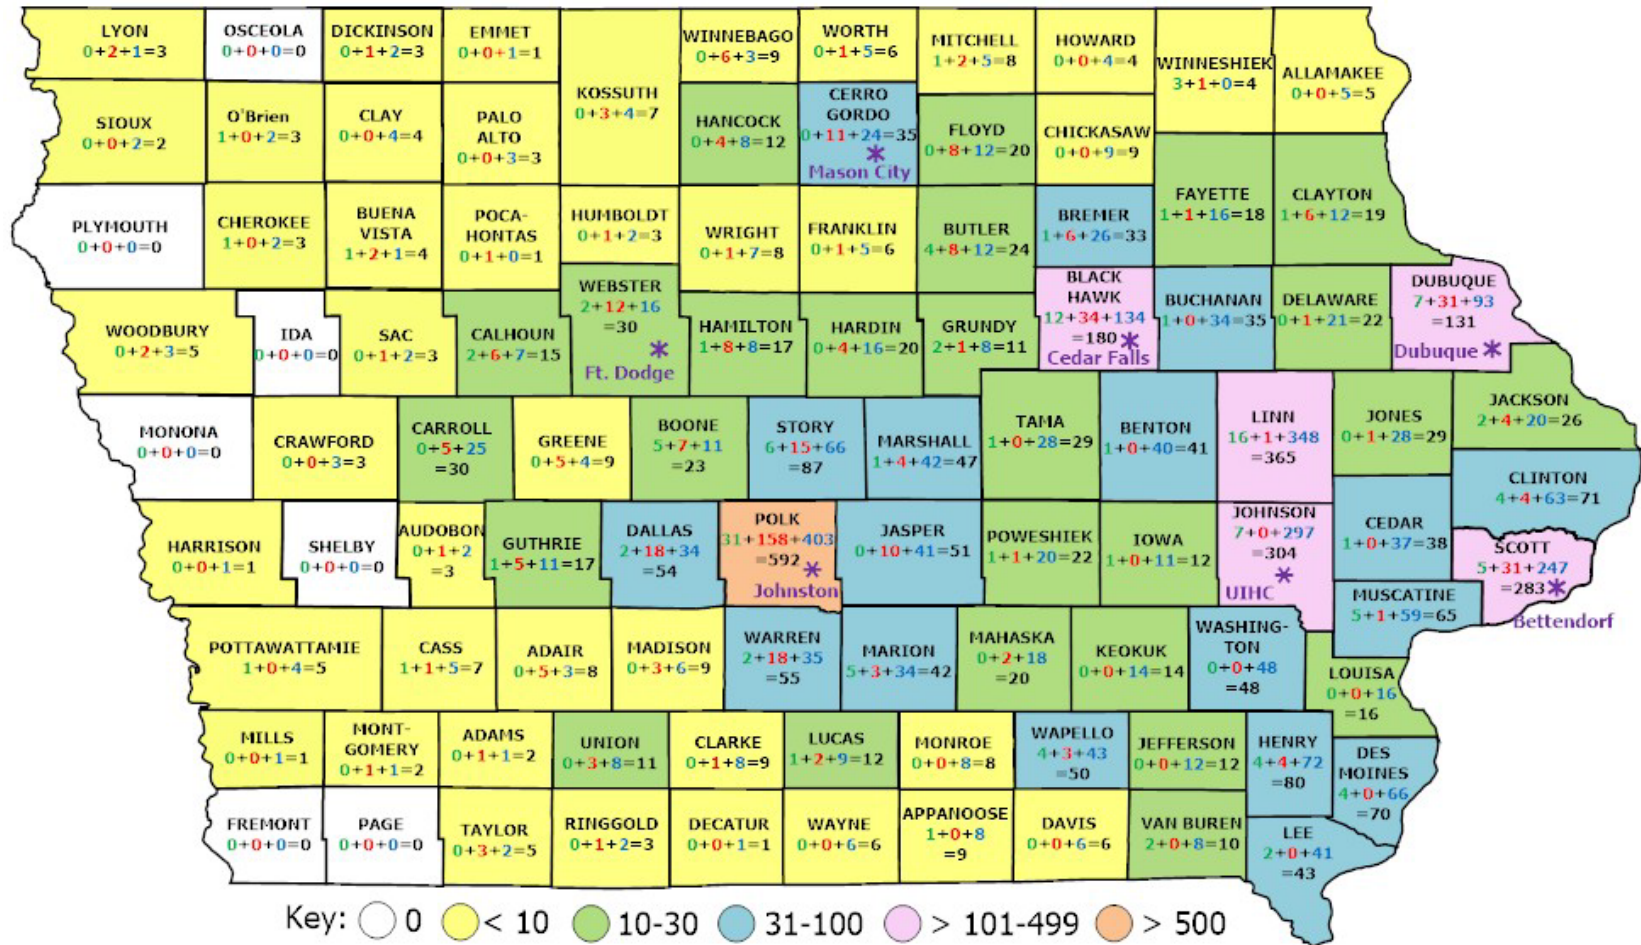 LYON
0+2+1=3
OSCEOLA
0+0+0=0
DICKINSON
0+1+2=3
EMMET
0+0+1=1
KOSSUTH
0+3+4=7
WINNEBAGO
0+6+3=9
WORTH
0+1+5=6
MITCHELL
1+2+5=8
HOWARD
0+0+4=4
WINNESHIEK
3+1+0=4
ALLAMAKEE
0+0+5=5
SIOUX
0+0+2=2
O'Brien
1+0+2=3
CLAY
0+0+4=4
PALO
ALTO
0+0+3=3
HANCOCK
0+4+8=12
CERRO
GORDO
0+11+24=35
Mason City
FLOYD
0+8+12=20
CHICKASAW
0+0+9=9
PLYMOUTH
0+0+0=0
CHEROKEE
1+0+2=3
BUENA
VISTA
1+2+1=4
POCA-
HONTAS
0+1+0=1
HUMBOLDT
0+1+2=3
WRIGHT
0+1+7=8
FRANKLIN
0+1+5=6
BUTLER
4+8+12=24
BREMER
1+6+26=33
FAYETTE
1+1+16=18
CLAYTON
1+6+12=19
WOODBURY
0+2+3=5
IDA
0+0+0=0
SAC
0+1+2=3
CALHOUN
2+6+7=15
WEBSTER
2+12+16
=30
Ft. Dodge
HAMILTON
1+8+8=17
HARDIN
0+4+16=20
GRUNDY
2+1+8=11
BLACK
HAWK
12+34+134
=180
Cedar Falls
BUCHANAN
1+0+34=35
DELAWARE
0+1+21=22
DUBUQUE
7+31+93
=131
Dubuque
MONONA
0+0+0=0
CRAWFORD
0+0+3=3
CARROLL
0+5+25
=30
GREENE
0+5+4=9
BOONE
5+7+11
=23
STORY
6+15+66
=87
MARSHALL
1+4+42=47
TAMA
1+0+28=29
BENTON
1+0+40=41
LINN
16+1+348
=365
JONES
0+1+28=29
JACKSON
2+4+20=26
CLINTON
4+4+63=71
HARRISON
0+0+1=1
SHELBY
0+0+0=0
AUDOBON
0+1+2
=3
GUTHRIE
1+5+11=17
DALLAS
2+18+34
=54
POLK
31+158+403
=592
Johnston
JASPER
0+10+41=51
POWESHIEK
1+1+20=22
IOWA
1+0+11=12
JOHNSON
7+0+297
=304
UIHC
CEDAR
1+0+37=38
SCOTT
5+31+247
=283
Bettendorf
MUSCATINE
5+1+59=65
POTTAWATTAMIE
1+0+4=5
CASS
1+1+5=7
ADAIR
0+5+3=8
MADISON
0+3+6=9
WARREN
2+18+35
=55
MARION
5+3+34=42
MAHASKA
0+2+18
=20
KEOKUK
0+0+14=14
WASHING-
TON
0+0+48
=48
LOUISA
0+0+16
=16
MILLS
0+0+1=1
MONT-
GOMERY
0+1+1=2
ADAMS
0+1+1=2
UNION
0+3+8=11
CLARKE
0+1+8=9
LUCAS
1+2+9=12
MONROE
0+0+8=8
WAPELLO
4+3+43
=50
JEFFERSON
0+0+12=12
HENRY
4+4+72
=80
DES
MOINES
4+0+66
=70
FREMONT
0+0+0=0
PAGE
0+0+0=0
TAYLOR
0+3+2=5
RINGGOLD
0+1+2=3
DECATUR
0+0+1=1
WAYNE
0+0+6=6
APPANOOSE
1+0+8
=9
DAVIS
0+0+6=6
VAN BUREN
2+0+8=10
LEE
2+0+41
=43
Key: 0 < 10 10-30 31-100 > 101-499 > 500